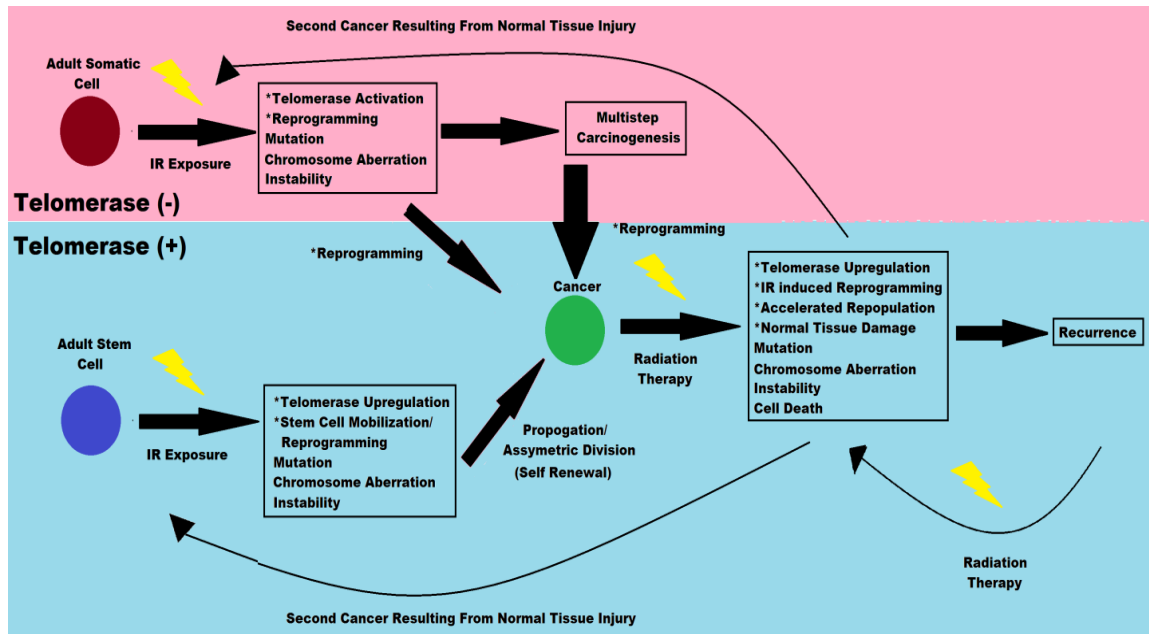 Second Cancer Resulting From Normal Tissue Injury
Adult Somatic
Cell
IR Exposure
*Telomerase Activation
*Reprogramming
Mutation
Chromosome Aberration
Instability
Multistep
Carcinogenesis
Telomerase (-)
Telomerase (+)
*Reprogramming
Cancer
*Reprogramming
Radiation
Therapy
*Telomerase Upregulation
*IR induced Reprogramming
*Accelerated Repopulation
*Normal Tissue Damage
Mutation
Chromosome Aberration
Instability
Cell Death
Recurrence
Adult Stem
Cell
IR Exposure
*Telomerase Upregulation
*Stem Cell Mobilization/
Reprogramming
Mutation
Chromosome Aberration
Instability
Propogation/
Assymetric Division
(Self Renewal)
Radiation
Therapy
Second Cancer Resulting From Normal Tissue Injury